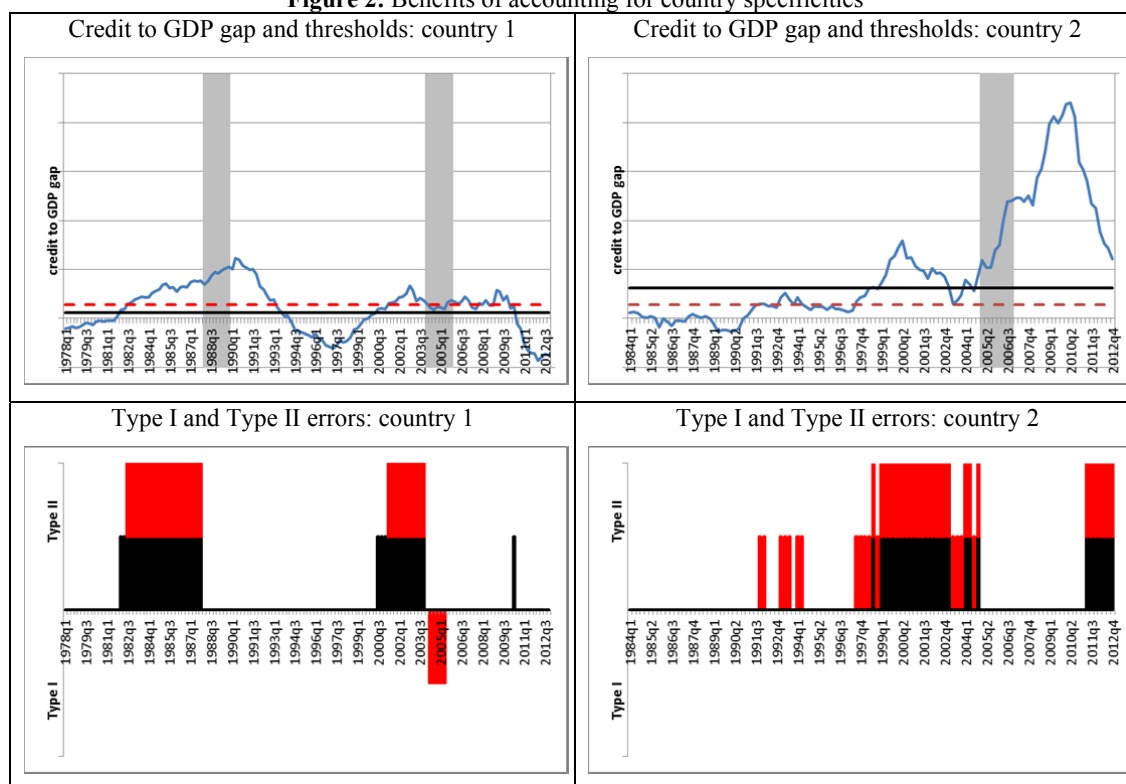 Figure 2: Benefits of accounting for country specificities
Credit to GDP gap and thresholds: country 1
Credit to GDP gap and thresholds: country 2
credit to GDP gap
1978q1
1979q3
1981q1
1982q3
1984q1
1985q3
1987q1
1988q3
1990q1
1991q3
1993q1
1994q3
1996q1
1997q3
1999q1
2000q3
2002q1
2003q3
2005q1
2006q3
2008q1
2009q3
2011q1
2012q3
credit to GDP gap
1984q1
1985q2
1986q3
1987q4
1989q1
1990q2
1991q3
1992q4
1994q1
1995q2
1996q3
1997q4
1999q1
2000q2
2001q3
2002q4
2004q1
2005q2
2006q3
2007q4
2009q1
2010q2
2011q3
2012q4
Type I and Type II errors: country 1
Type I and Type II errors: country 2
Type II
Type I
1978q1
1979q3
1981q1
1982q3
1984q1
1985q3
1987q1
1988q3
1990q1
1991q3
1993q1
1994q3
1996q1
1997q3
1999q1
2000q3
2002q1
2003q3
2005q1
2006q3
2008q1
2009q3
2011q1
2012q3
Type II
Type I
1984q1
1985q2
1986q3
1987q4
1989q1
1990q2
1991q3
1992q4
1994q1
1995q2
1996q3
1997q4
1999q1
2000q2
2001q3
2002q4
2004q1
2005q2
2006q3
2007q4
2009q1
2010q2
2011q3
2012q4